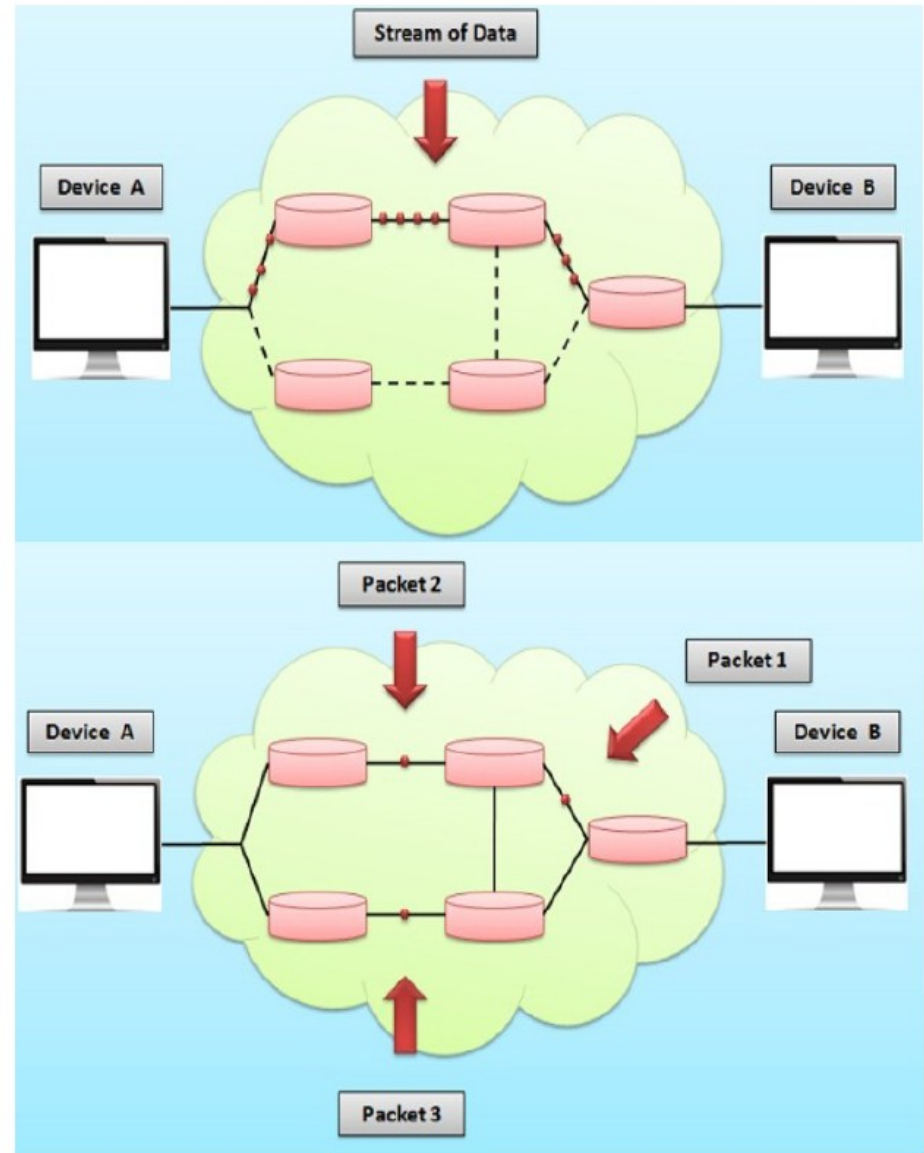 Stream of Data
Device A
Device B
Packet 2
Packet 1
Device A
Device B
Packet 3